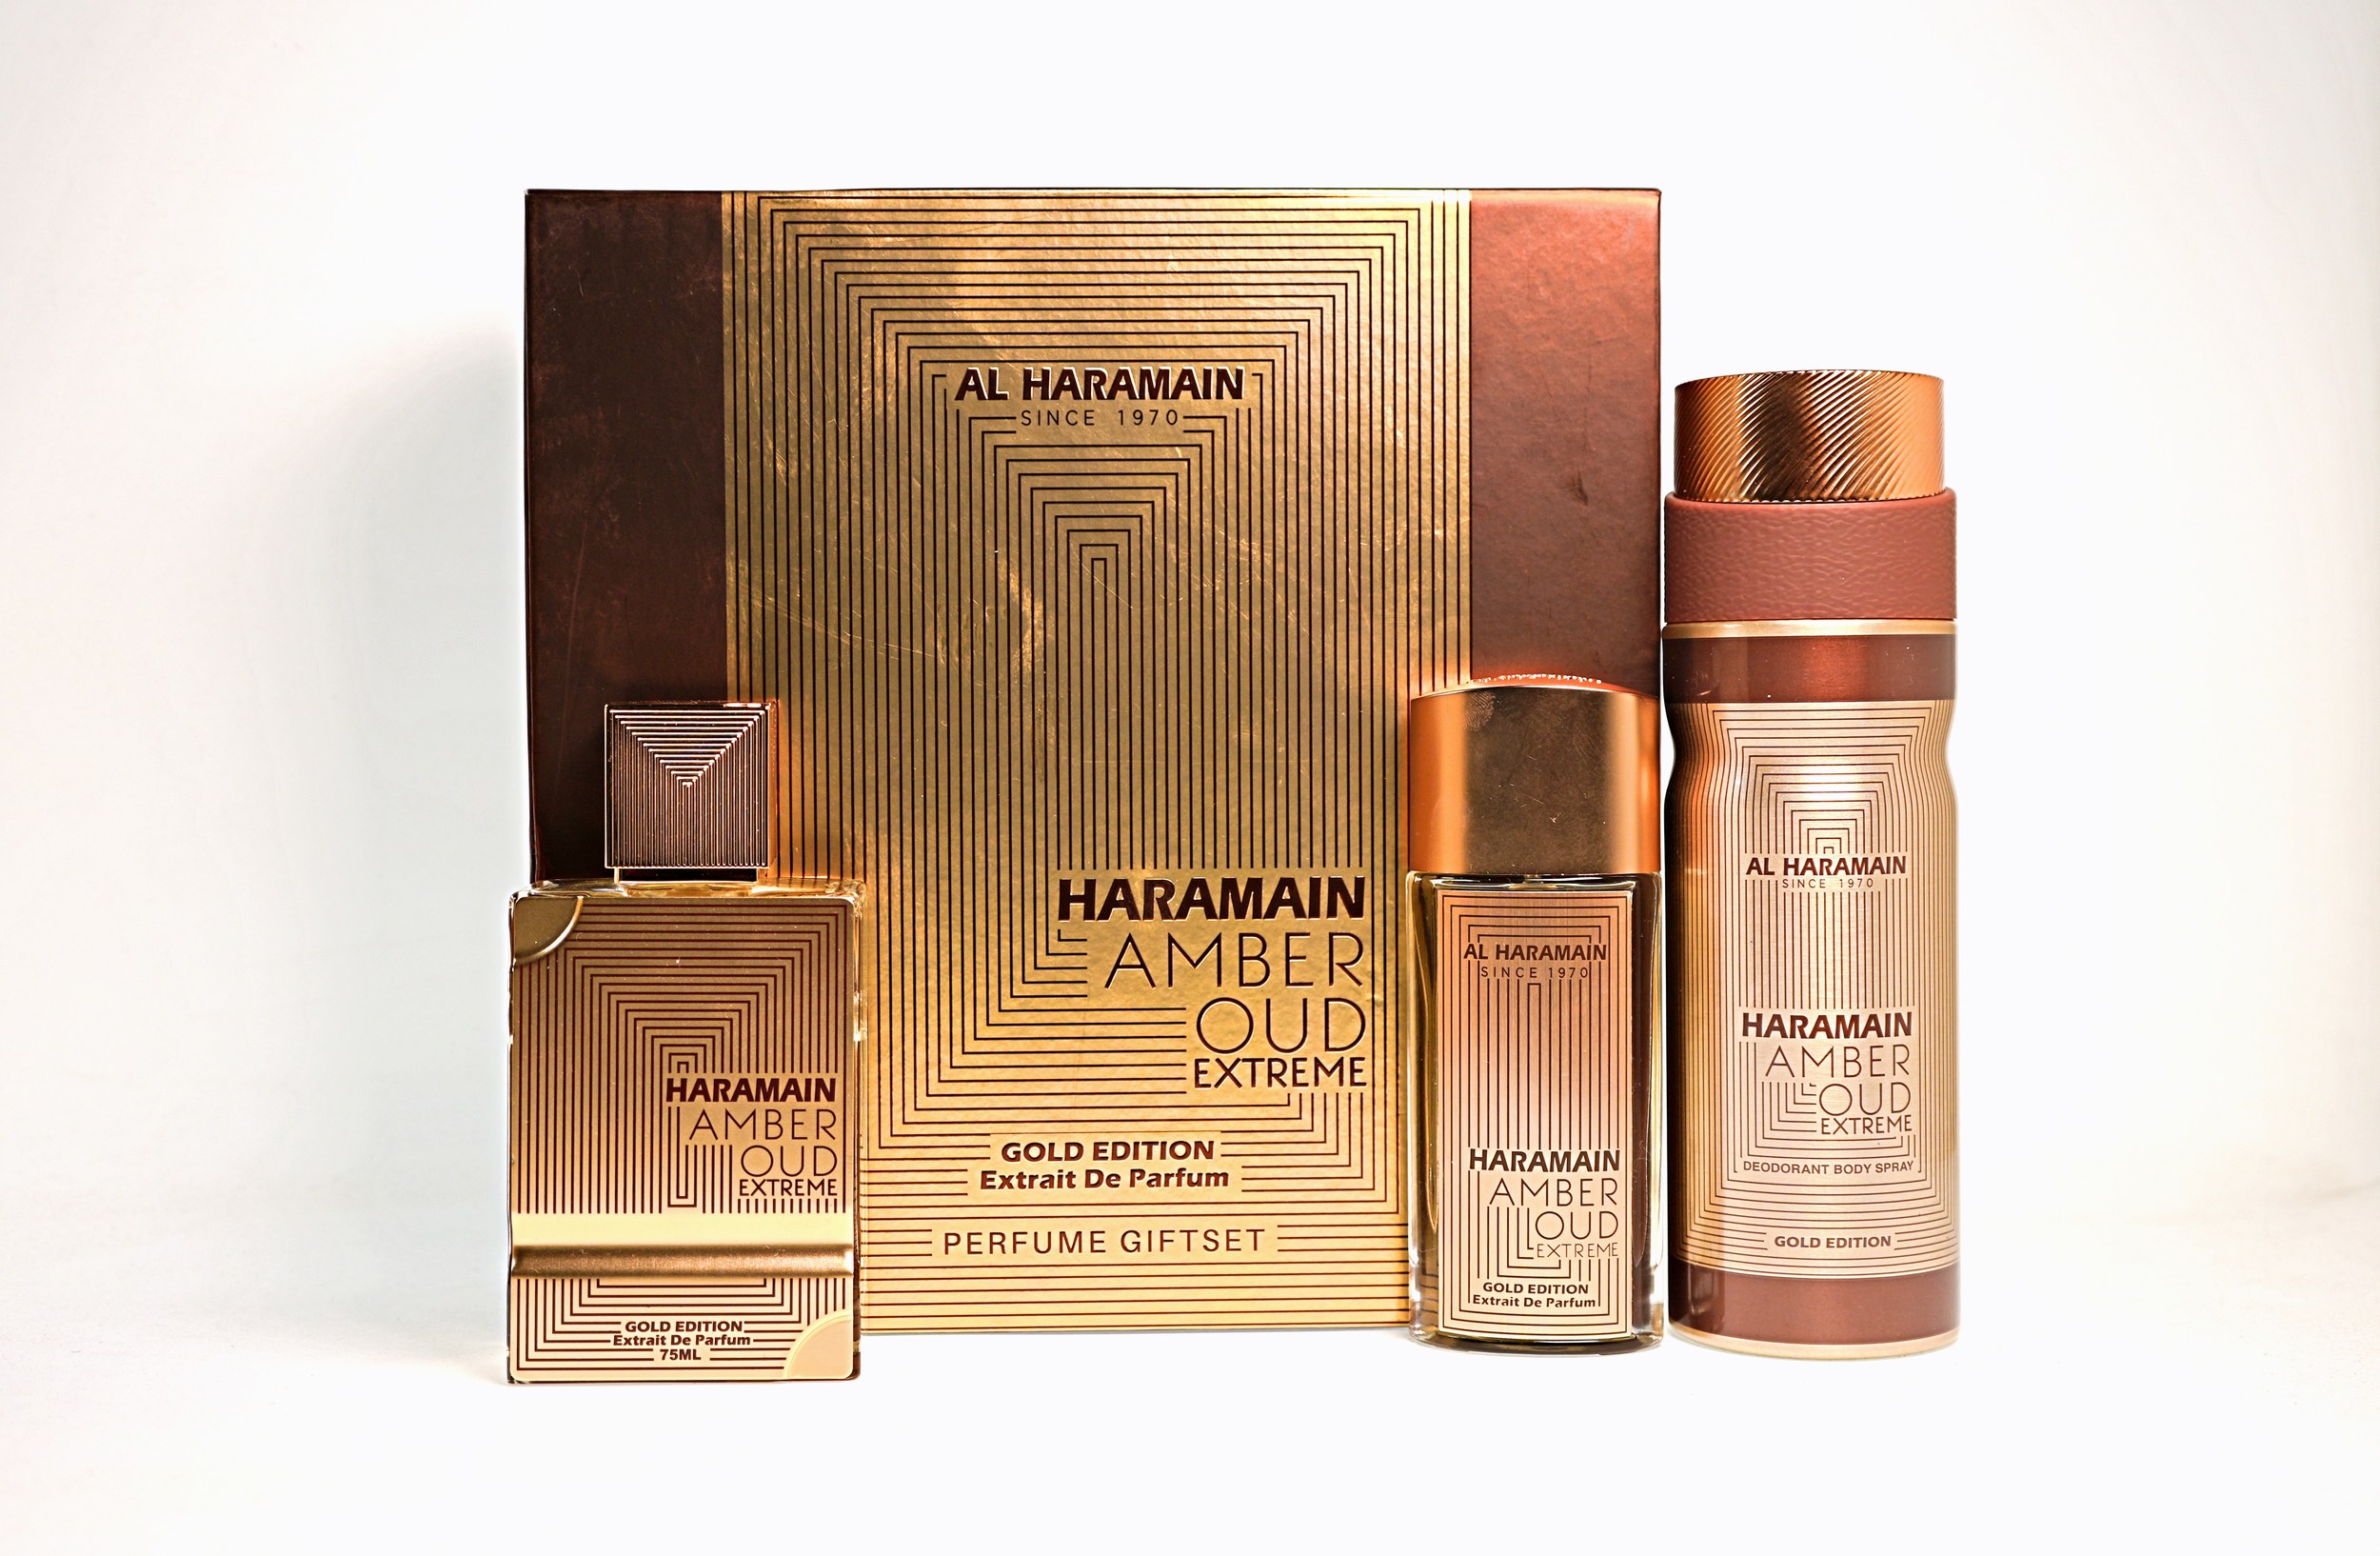 AL HARAMAIN
SINCE 1970
HARAMAIN
AMBER
OUD
EXTREME
GOLD EDITION
Extrait De Parfum
PERFUME GIFTSET
HARAMAIN
AMBER
OUD
EXTREME
GOLD EDITION
Extrait De Parfum
75ML
AL HARAMAIN
SINCE 1970
HARAMAIN
AMBER
OUD
EXTREME
GOLD EDITION
Extrait De Parfum
AL HARAMAIN
SINCE 1970
HARAMAIN
AMBER
OUD
EXTREME
DEODORANT BODY SPRAY
GOLD EDITION